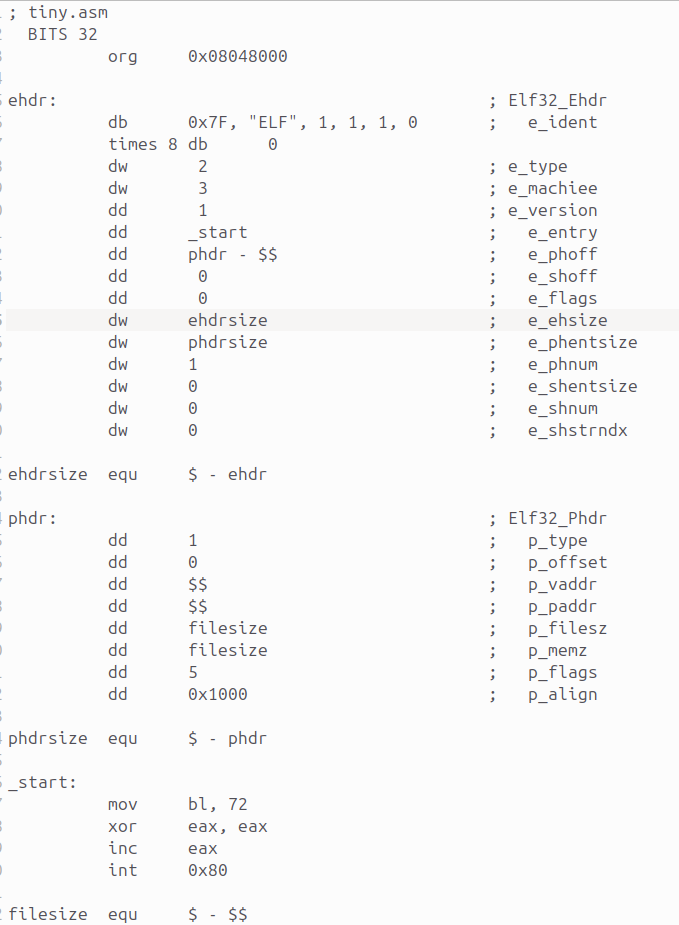 ; tiny.asm
BITS 32
org 0x08048000
ehdr: ; Elf32_Ehdr
db 0x7F, "ELF", 1, 1, 1, 0 ; e_ident
times 8 db 0
dw 2 ; e_type
dw 3 ; e_machiee
dd 1 ; e_version
dd _start ; e_entry
dd phdr - $$ ; e_phoff
dd 0 ; e_shoff
dd 0 ; e_flags
dw ehdrsize ; e_ehsize
dw phdrsize ; e_phentsize
dw 1 ; e_phnum
dw 0 ; e_shentsize
dw 0 ; e_shnum
dw 0 ; e_shstrndx
ehdrsize equ $ - ehdr
phdr: ; Elf32_Phdr
dd 1 ; p_type
dd 0 ; p_offset
dd $$ ; p_vaddr
dd $$ ; p_paddr
dd filesize ; p_filesz
dd filesize ; p_memz
dd 5 ; p_flags
dd 0x1000 ; p_align
phdrsize equ $ - phdr
_start:
mov bl, 72
xor eax, eax
inc eax
int 0x80
filesize equ $ - $$